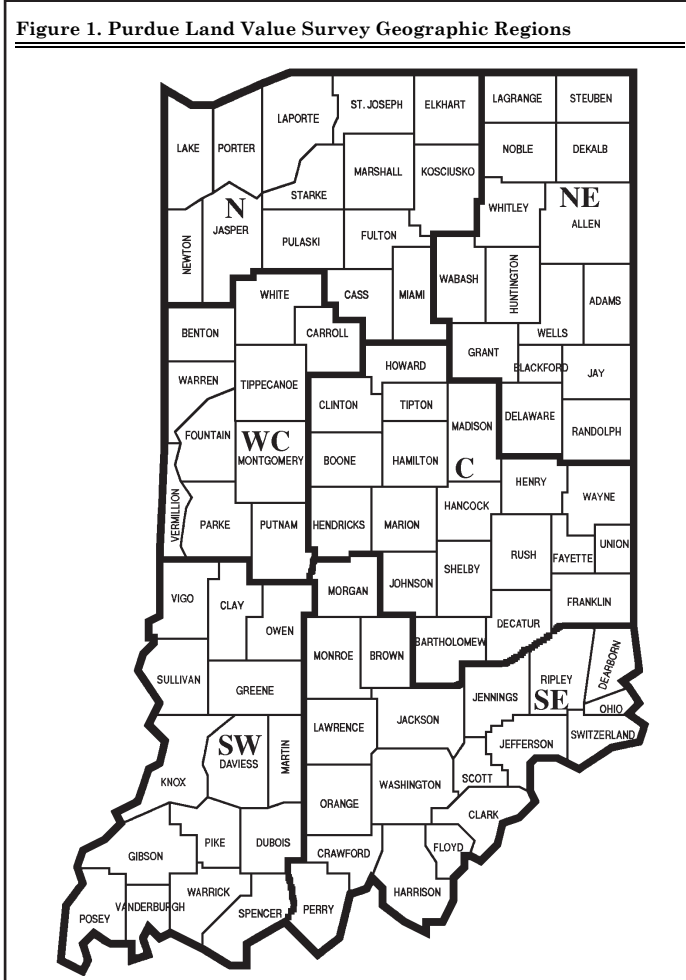 Figure 1. Purdue Land Value Survey Geographic Regions
LAGRANGE
STEUBEN
ST. JOSEPH
ELKHART
LAPORTE
LAKE
PORTER
NOBLE
DEKALB
MARSHALL
KOSCIUSKO
STARKE
N
JASPER
WHITLEY
NE
ALLEN
NEWTON
PULASKI
FULTON
WABASH
HUNTINGTON
WHITE
CASS
MIAMI
ADAMS
BENTON
CARROLL
WELLS
GRANT
HOWARD
BLACKFORD
JAY
WARREN
TIPPECANOE
CLINTON
TIPTON
MADISON
DELAWARE
RANDOLPH
FOUNTAIN
WC
MONTGOMERY
BOONE
HAMILTON
C
HENRY
WAYNE
VERMILLION
PARKE
PUTNAM
HENDRICKS
MARION
HANCOCK
RUSH
FAYETTE
UNION
SHELBY
JOHNSON
MORGAN
VIGO
CLAY
FRANKLIN
OWEN
DECATUR
BARTHOLOMEW
MONROE
BROWN
SULLIVAN
GREENE
RIPLEY
DEARBORN
JENNINGS
SE
OHIO
JACKSON
LAWRENCE
SWITZERLAND
JEFFERSON
SW
DAVIESS
MARTIN
KNOX
WASHINGTON
SCOTT
ORANGE
CLARK
PIKE
DUBOIS
FLOYD
GIBSON
CRAWFORD
HARRISON
WARRICK
PERRY
VANDERBURGH
SPENCER
POSEY